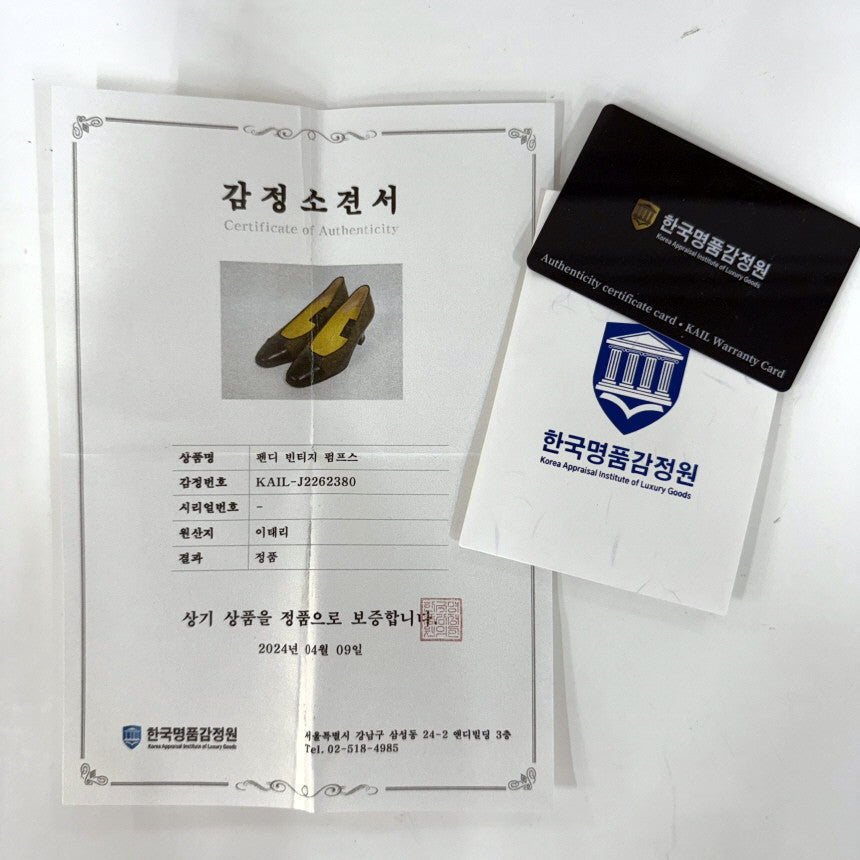 감정소견서
Certificate of Authenticity
상품명 펜디 빈티지 펌프스
감정번호 KAIL-J2262380
시리얼번호 -
원산지 이태리
결과 정품
상기 상품을 정품으로 보증합니다.
2024년 04월 09일
한국명품감정원
Korea Appraisal Institute of Luxury Goods
서울특별시 강남구 삼성동 24-2 앤디빌딩 3층
Tel. 02-518-4985
한국명품감정원
Korea Appraisal Institute of Luxury Goods
Authenticity certificate card • KAIL Warranty Card
한국명품감정원
Korea Appraisal Institute of Luxury Goods